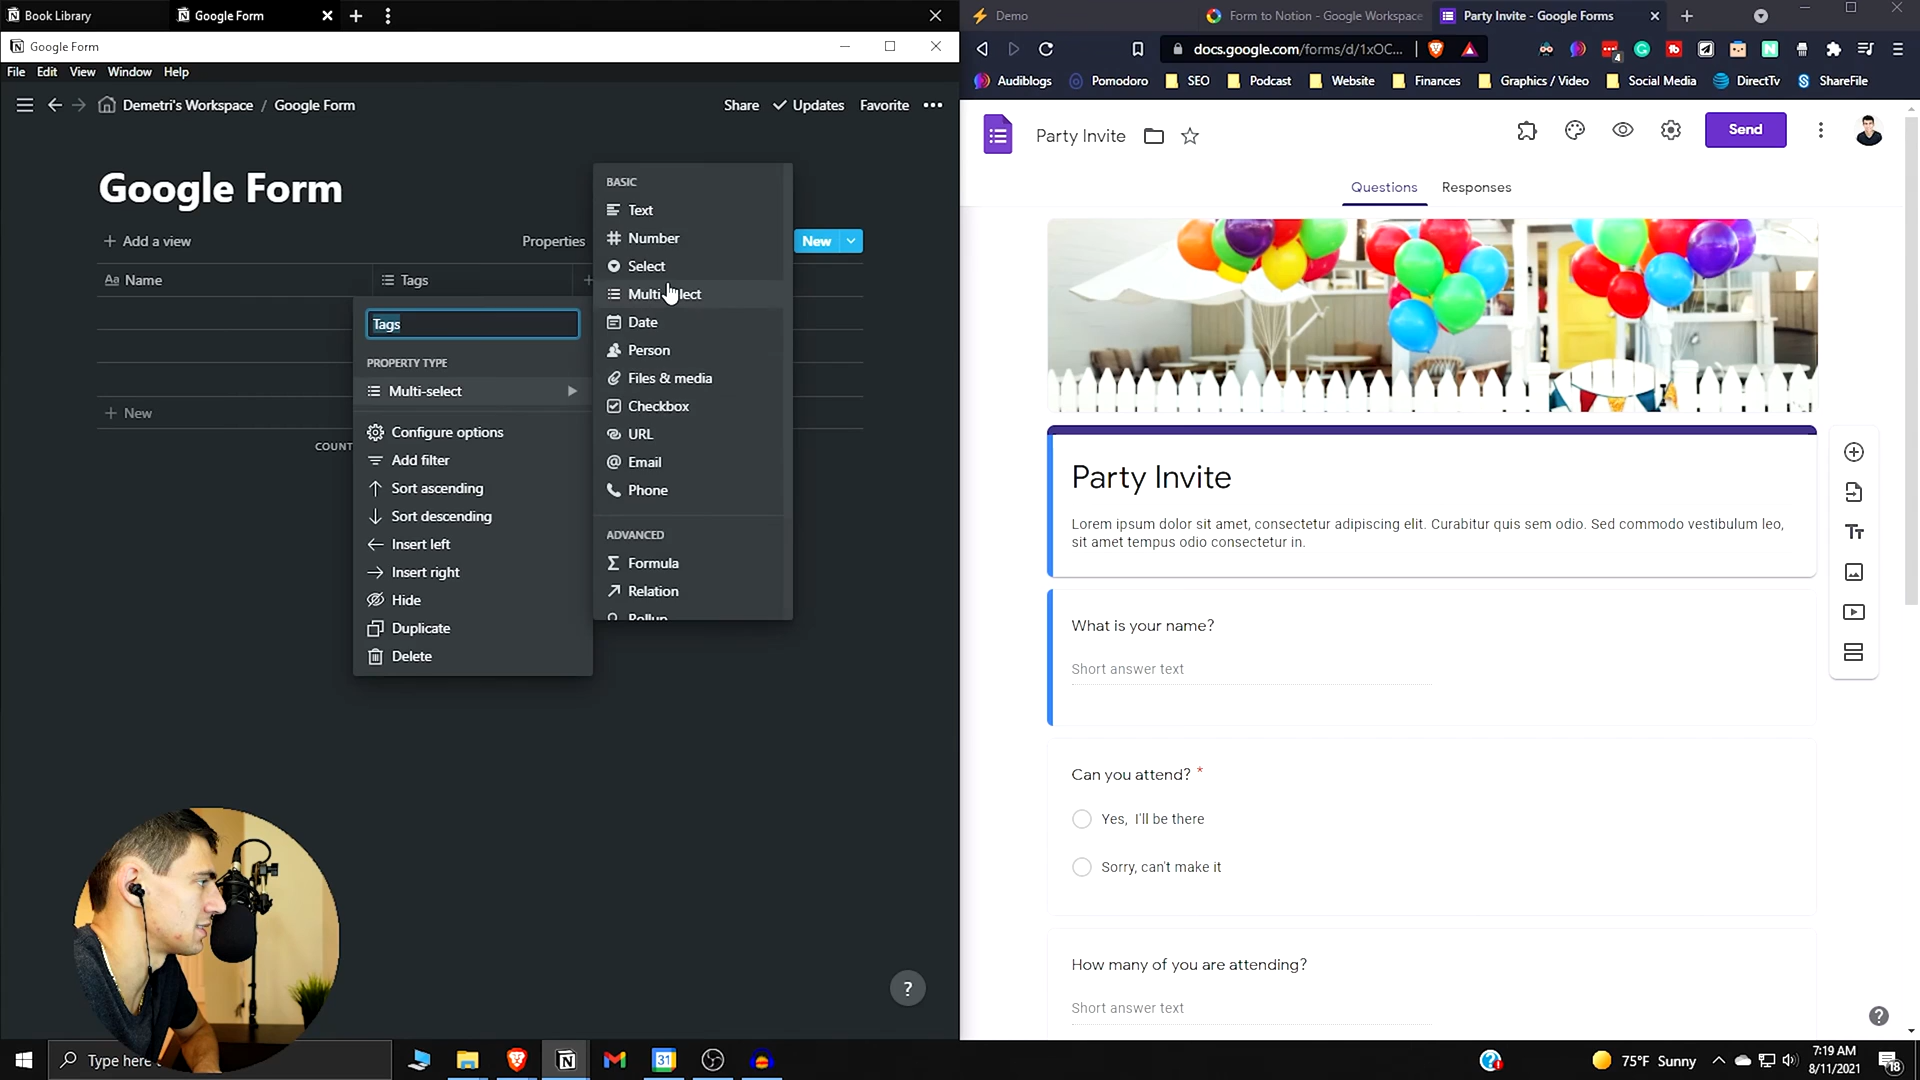 Book Library
Google Form
Google Form
File Edit View Window Help
Demetri's Workspace / Google Form
Share Updates Favorite
Google Form
Add a view
Properties
New
Aa Name
Tags
New
COUNT
Tags
PROPERTY TYPE
Multi-select
Configure options
Add filter
Sort ascending
Sort descending
Insert left
Insert right
Hide
Duplicate
Delete
BASIC
Text
Number
Select
Date
Person
Files & media
Checkbox
URL
Email
Phone
ADVANCED
Formula
Relation
?
Demo
Form to Notion - Google Workspace
Party Invite - Google Forms
docs.google.com/forms/d/1xOC...
4
Audiblogs Pomodoro SEO Podcast Website Finances Graphics / Video Social Media DirectTv ShareFile
Party Invite
Send
Questions Responses
Party Invite
Lorem ipsum dolor sit amet, consectetur adipiscing elit. Curabitur quis sem odio. Sed commodo vestibulum leo,
sit amet tempus odio consectetur in.
What is your name?
Short answer text
Can you attend? *
Yes, I'll be there
Sorry, can't make it
How many of you are attending?
Short answer text
Type here
31
75°F Sunny
7:19 AM
8/11/2021
18